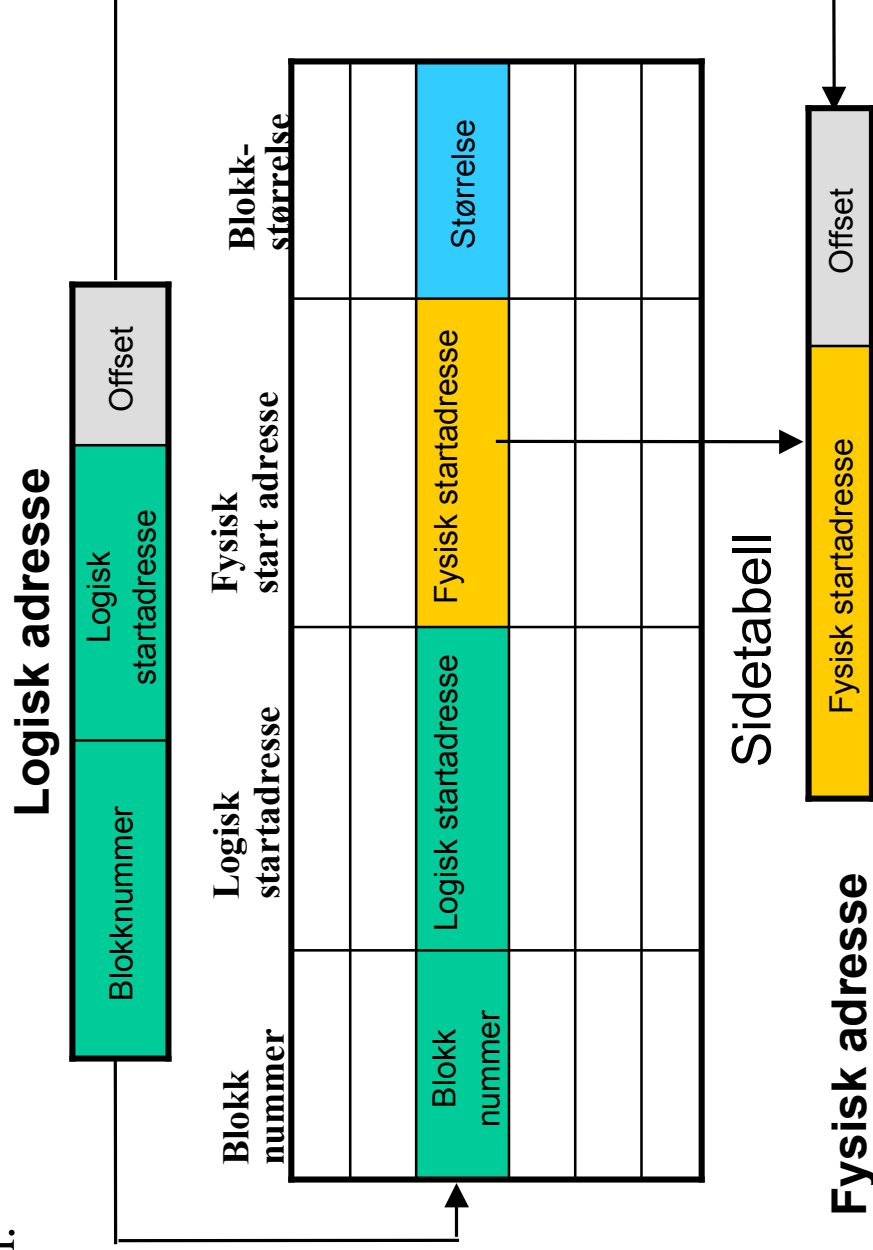 1.
Logisk adresse
Blokknummer
Logisk
startadresse
Offset
Blokk
nummer
Logisk
startadresse
Fysisk
start adresse
Blokk-
størrelse
Blokk
nummer
Logisk startadresse
Fysisk startadresse
Størrelse
Sidetabell
Fysisk adresse
Fysisk startadresse
Offset